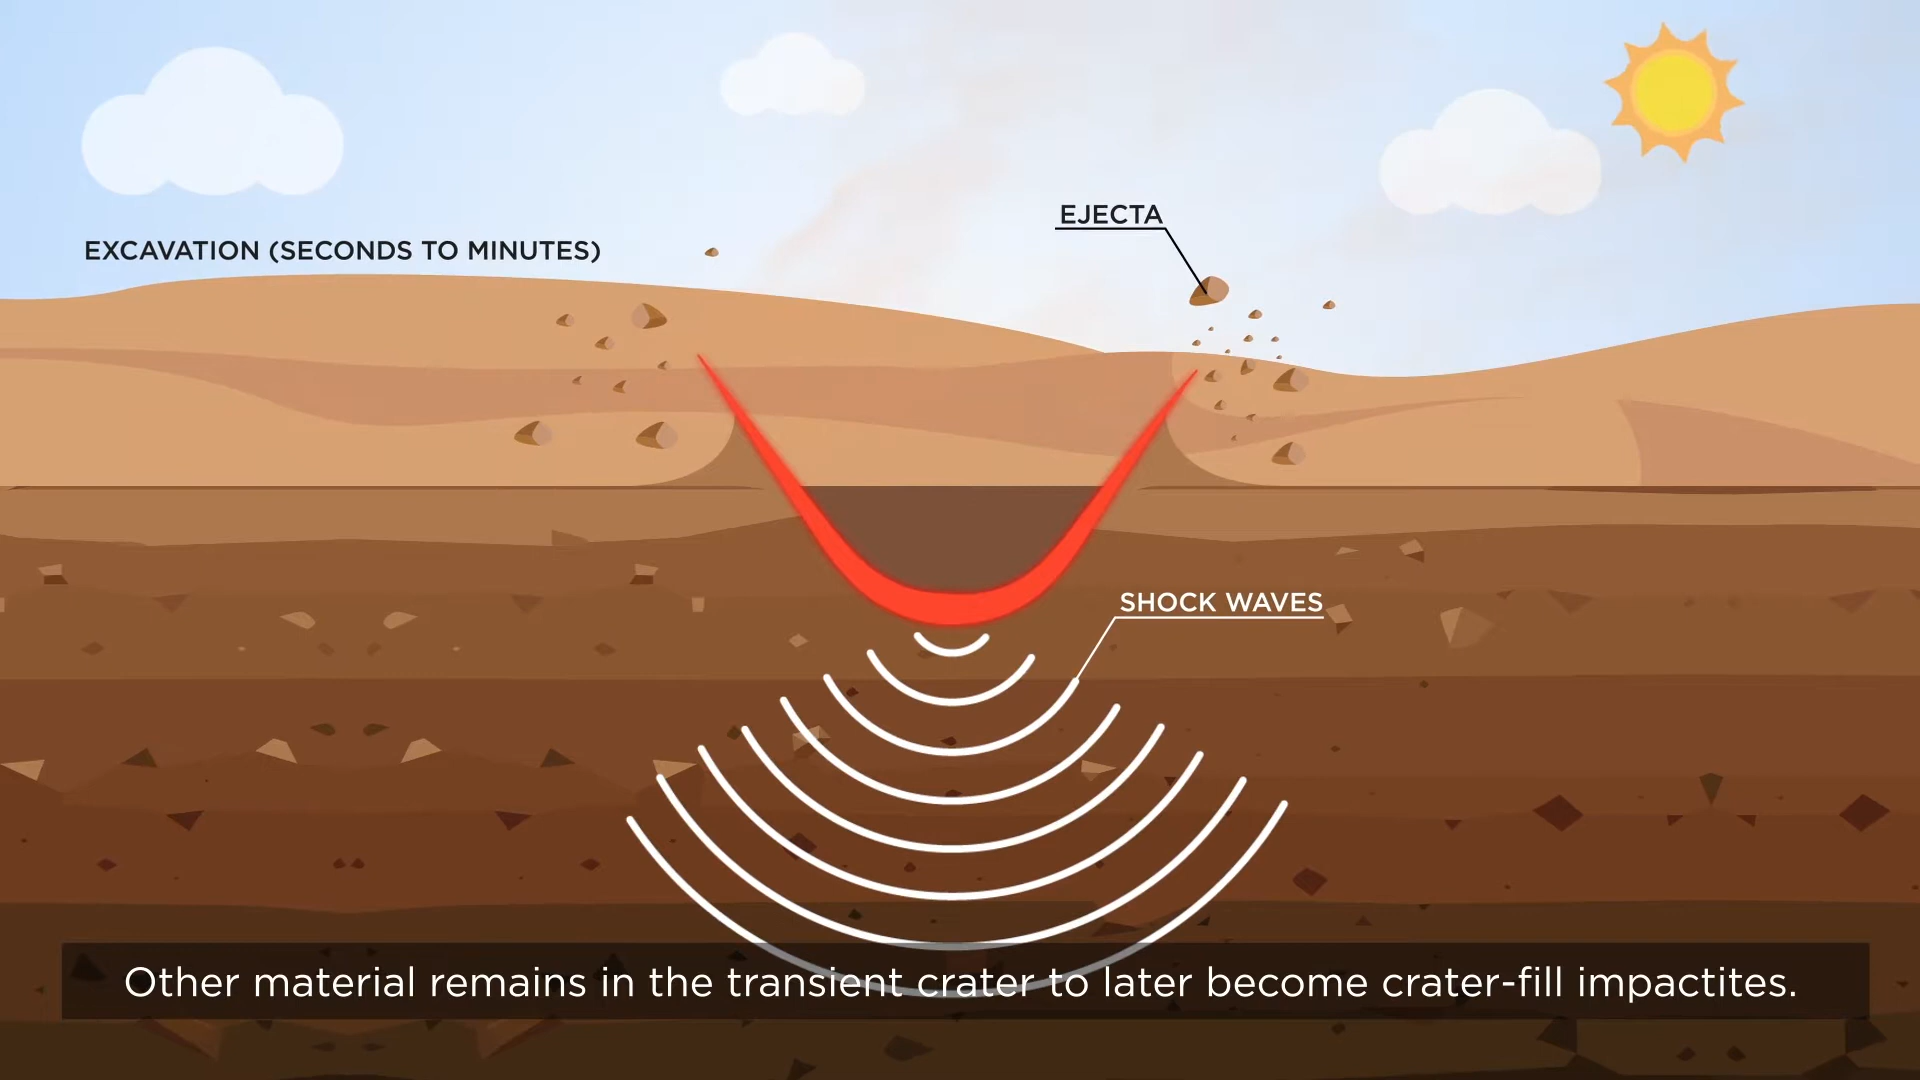 EJECTA
EXCAVATION (SECONDS TO MINUTES)
SHOCK WAVES
Other material remains in the transient crater to later become crater-fill impactites.